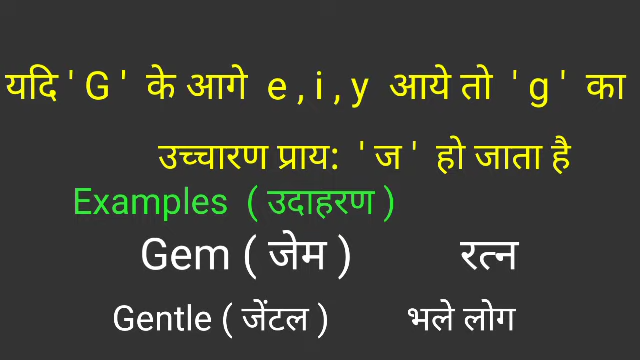 यदि ' G ' के आगे e , i , y आये तो ' g ' का
उच्चारण प्राय: ' ज ' हो जाता है
Examples ( उदाहरण )
Gem ( जेम ) रत्न
Gentle ( जेंटल ) भले लोग